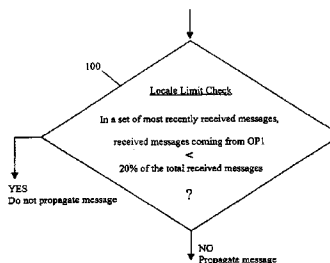 100
Locale Limit Check
In a set of most recently received messages,
received messages coming from OP1
<
20% of the total received messages
?
YES
Do not propagate message
NO
Propagate message